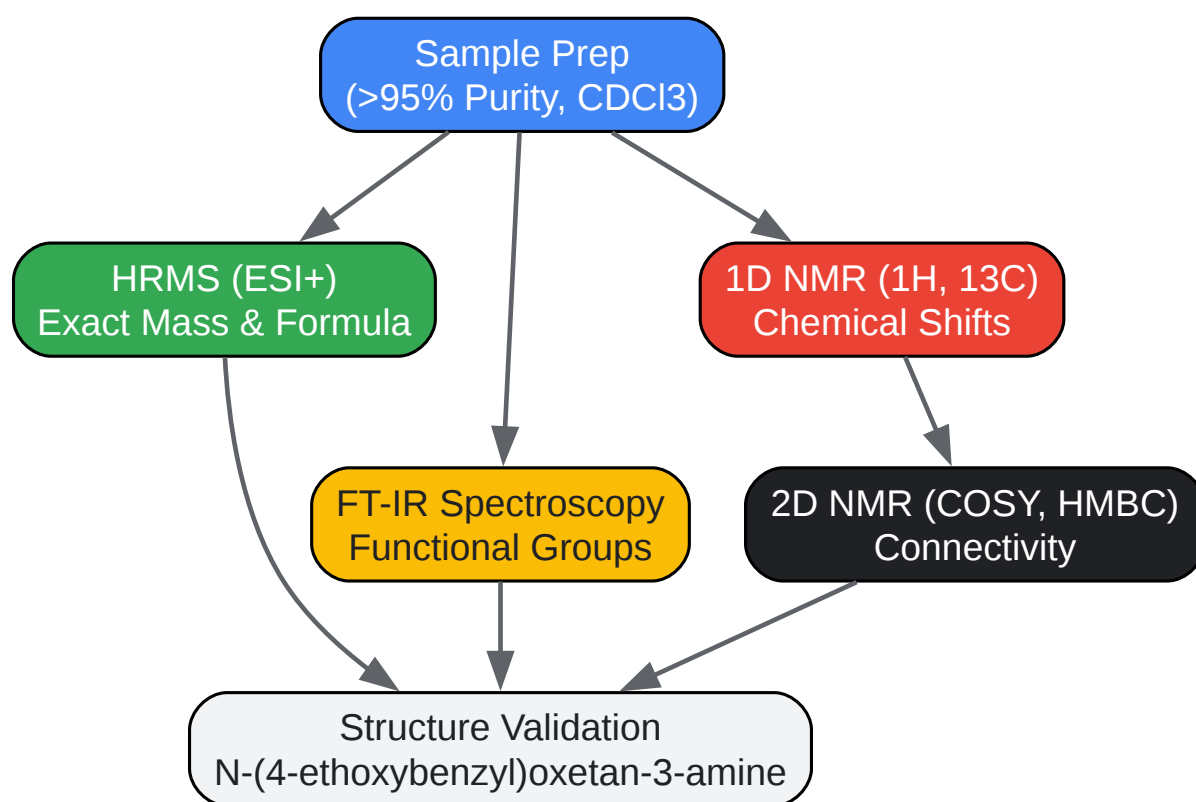 Sample Prep
(>95% Purity, CDCl3)
HRMS (ESI+)
Exact Mass & Formula
1D NMR (1H, 13C)
Chemical Shifts
FT-IR Spectroscopy
Functional Groups
2D NMR (COSY, HMBC)
Connectivity
Structure Validation
N-(4-ethoxybenzyl)oxetan-3-amine